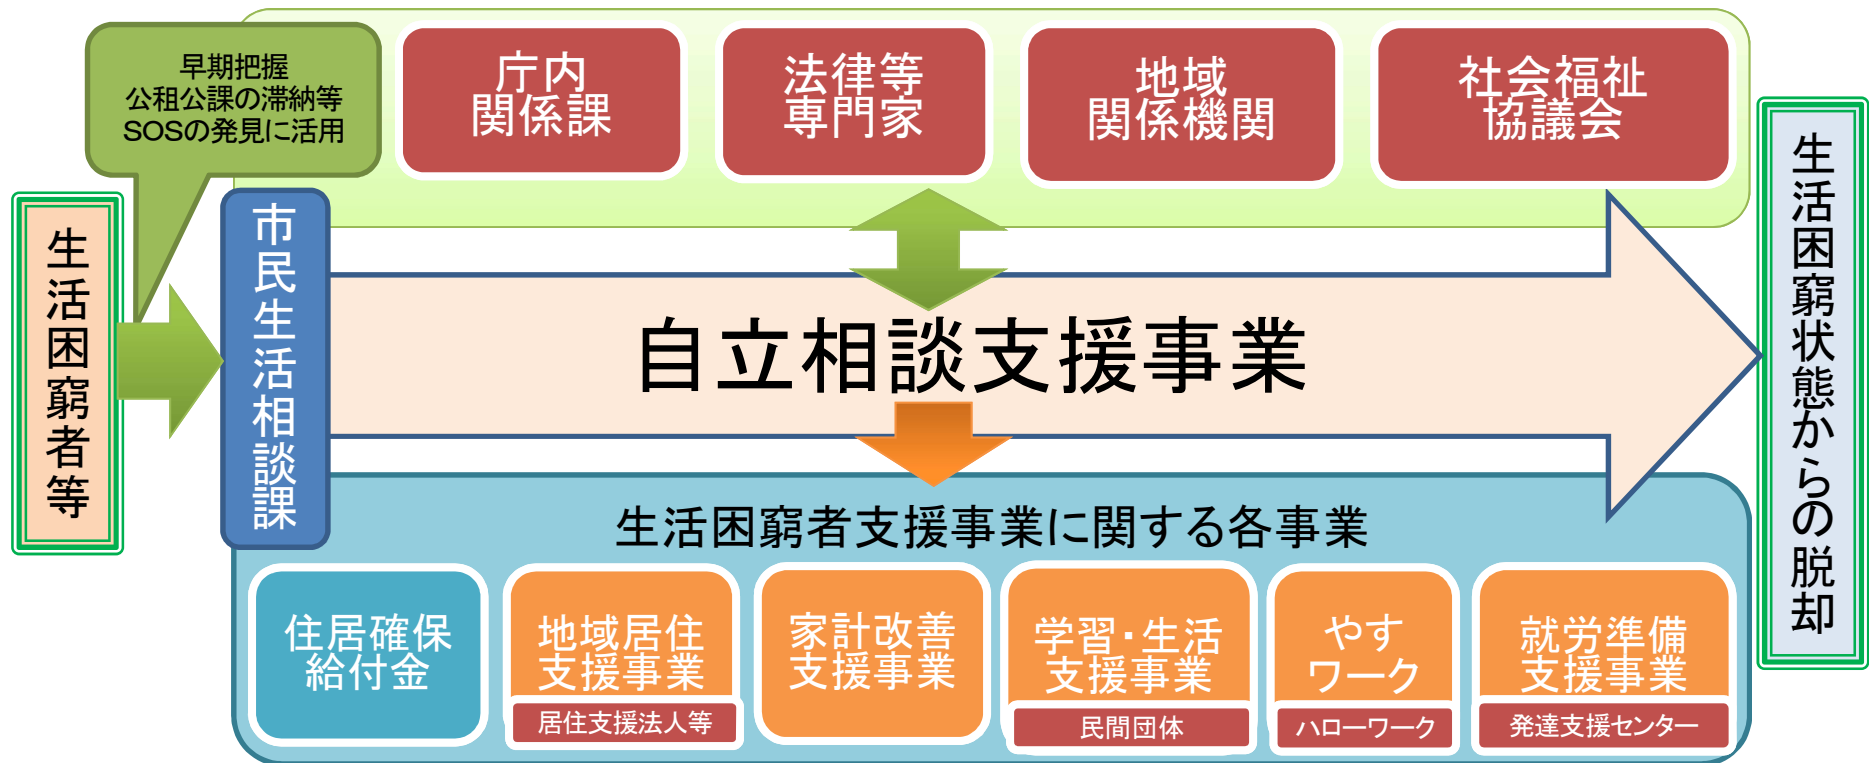 早期把握
公租公課の滞納等
SOSの発見に活用
庁内
関係課
法律等
専門家
地域
関係機関
社会福祉
協議会
生活困窮者等
市民生活相談課
自立相談支援事業
生活困窮状態からの脱却
生活困窮者支援事業に関する各事業
住居確保
給付金
地域居住
支援事業
居住支援法人等
家計改善
支援事業
学習・生活
支援事業
民間団体
やす
ワーク
ハローワーク
就労準備
支援事業
発達支援センター